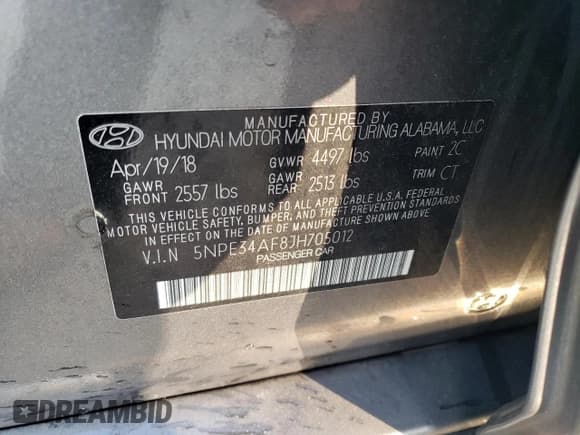 MANUFACTURED BY
HYUNDAI MOTOR MANUFACTURING ALABAMA, LLC
Apr/19/18 GVWR 4497 lbs PAINT 2C
GAWR FRONT 2557 lbs GAWR REAR 2513 lbs TRIM CT
THIS VEHICLE CONFORMS TO ALL APPLICABLE U.S.A. FEDERAL
MOTOR VEHICLE SAFETY, BUMPER, AND THEFT PREVENTION STANDARDS
IN EFFECT ON THE DATE OF MANUFACTURE SHOWN ABOVE.
V.I.N 5NPE34AF8JH705012
PASSENGER CAR
DREAMBID